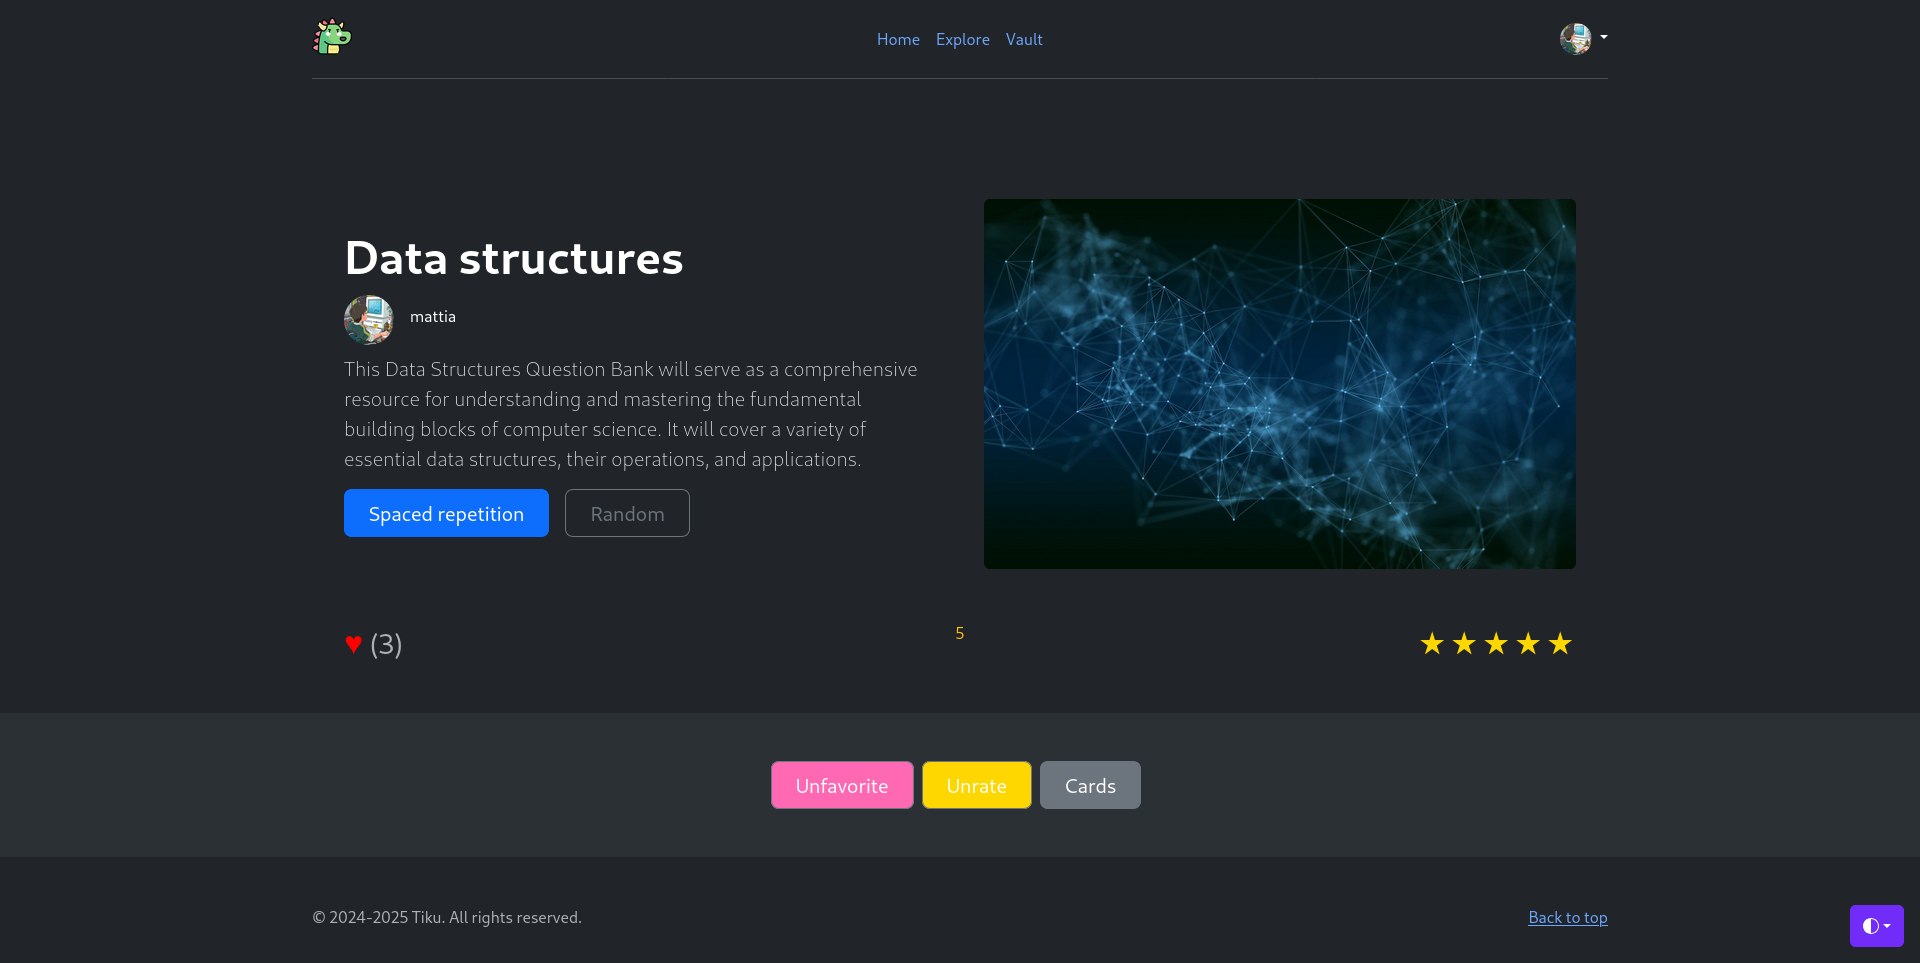 Home Explore Vault
Data structures
mattia
This Data Structures Question Bank will serve as a comprehensive
resource for understanding and mastering the fundamental
building blocks of computer science. It will cover a variety of
essential data structures, their operations, and applications.
Spaced repetition Random
♥ (3) 5 ★ ★ ★ ★ ★
Unfavorite Unrate Cards
© 2024-2025 Tiku. All rights reserved. Back to top